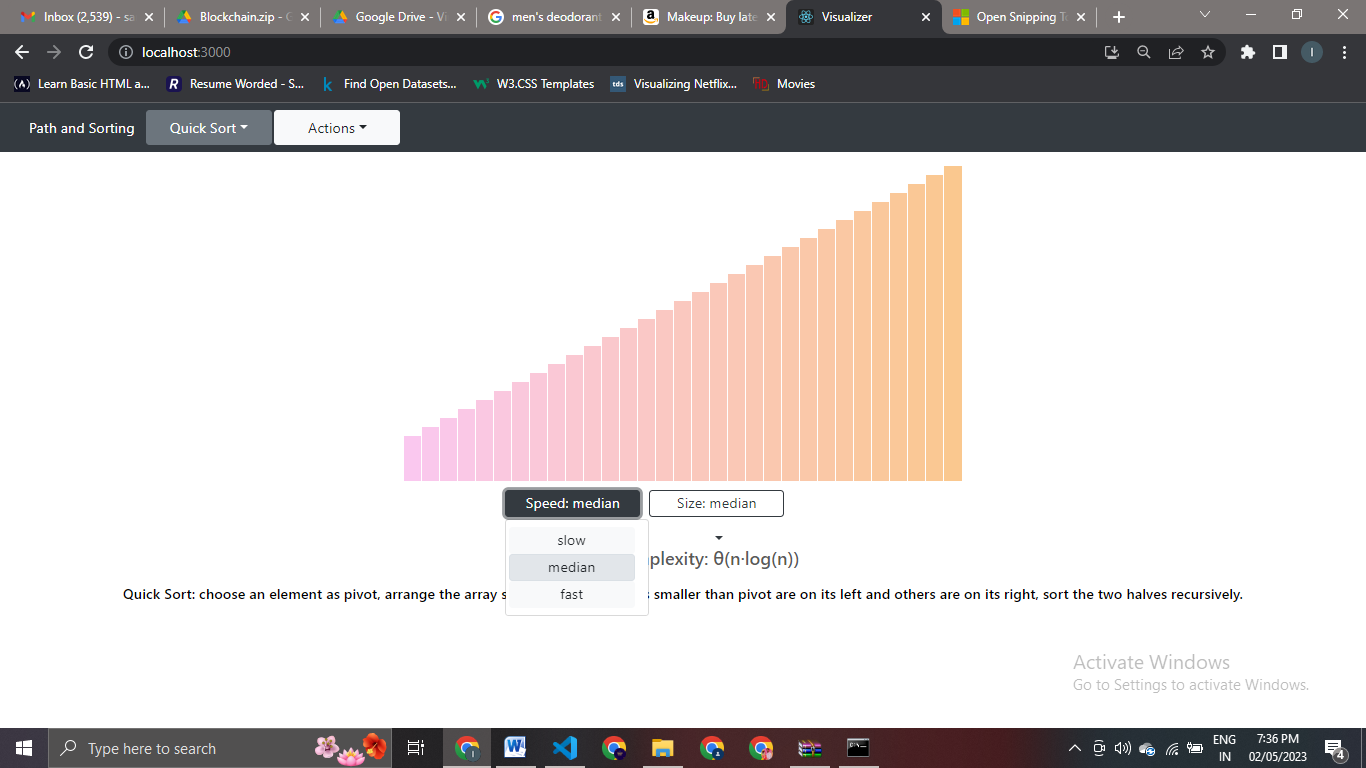 Inbox (2,539) - sa
Blockchain.zip - G
Google Drive - Vi
men's deodorant
Makeup: Buy late
Visualizer
Open Snipping T
localhost:3000
I
Learn Basic HTML a...
Resume Worded - S...
Find Open Datasets...
W3.CSS Templates
Visualizing Netflix...
Movies
Path and Sorting
Quick Sort
Actions
Speed: median
Size: median
slow
median
fast
plexity: θ(n·log(n))
Quick Sort: choose an element as pivot, arrange the array s
smaller than pivot are on its left and others are on its right, sort the two halves recursively.
Activate Windows
Go to Settings to activate Windows.
Type here to search
ENG
IN
7:36 PM
02/05/2023
4